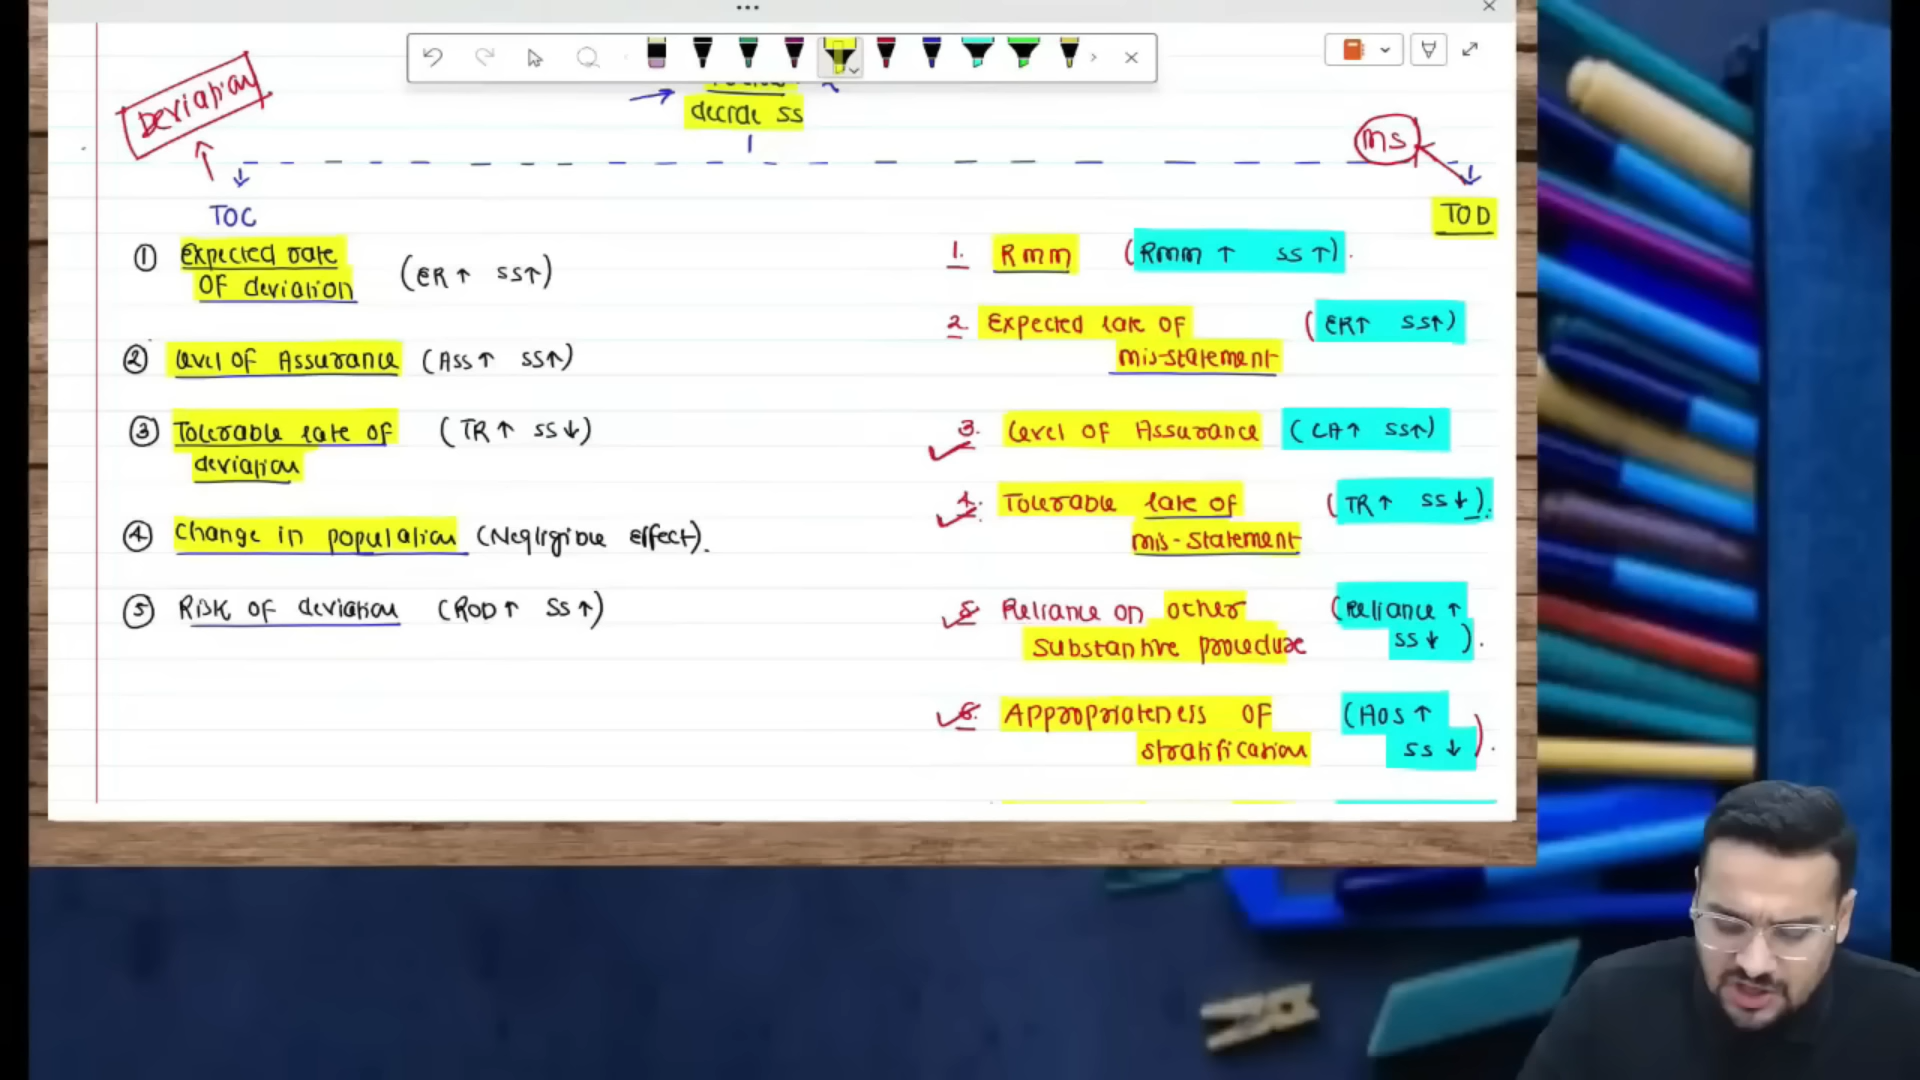 decide SS
Deviation
MS
TOC
TOD
① Expected rate
OF deviation (ER↑ SS↑)
② Level OF Assurance (Ass↑ SS↑)
③ Tolerable rate of
deviation (TR↑ SS↓)
④ Change in population (Negligible effect).
⑤ Risk OF deviation (ROD↑ SS↑)
1. Rmm (Rmm ↑ SS ↑).
2. Expected rate OF
mis-statement (ER↑ SS↑)
3. Level OF Assurance (LA↑ SS↑)
4. Tolerable rate of
mis-statement (TR↑ SS↓).
5. Reliance on other
substantive procedure (Reliance ↑
SS↓).
6. Appropriateness OF
stratification (AOS↑
SS↓).